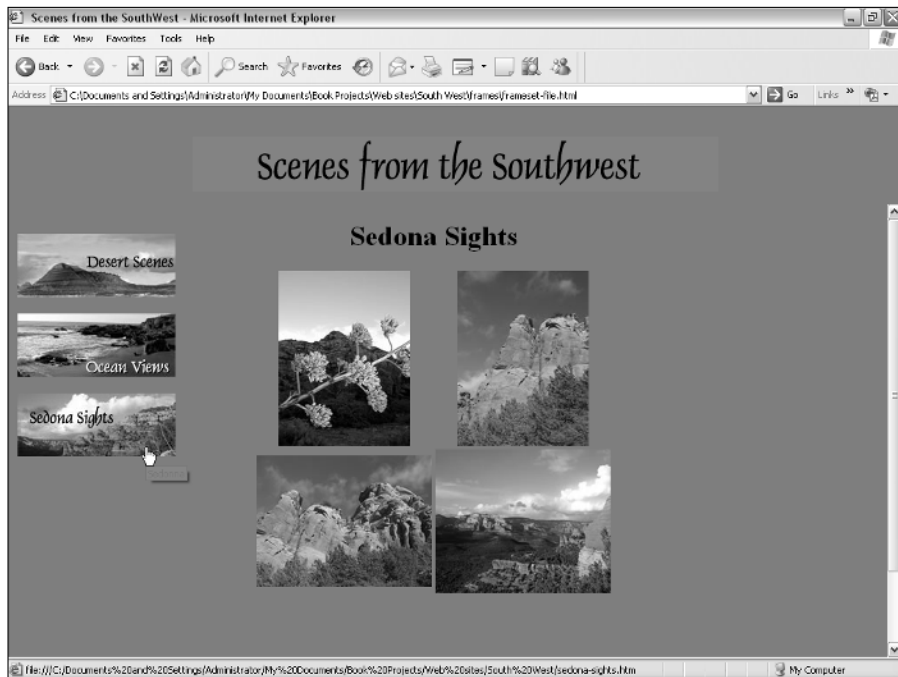 Scenes from the SouthWest - Microsoft Internet Explorer
File Edit View Favorites Tools Help
Back Search Favorites
Address C:\Documents and Settings\Administrator\My Documents\Book Projects\Web sites\South West\frames\frameset-file.html Go Links »
Scenes from the Southwest
Sedona Sights
Desert Scenes
Ocean Views
Sedona Sights
file:///C:/Documents%20and%20Settings/Administrator/My%20Documents/Book%20Projects/Web%20sites/South%20West/sedona-sights.htm My Computer